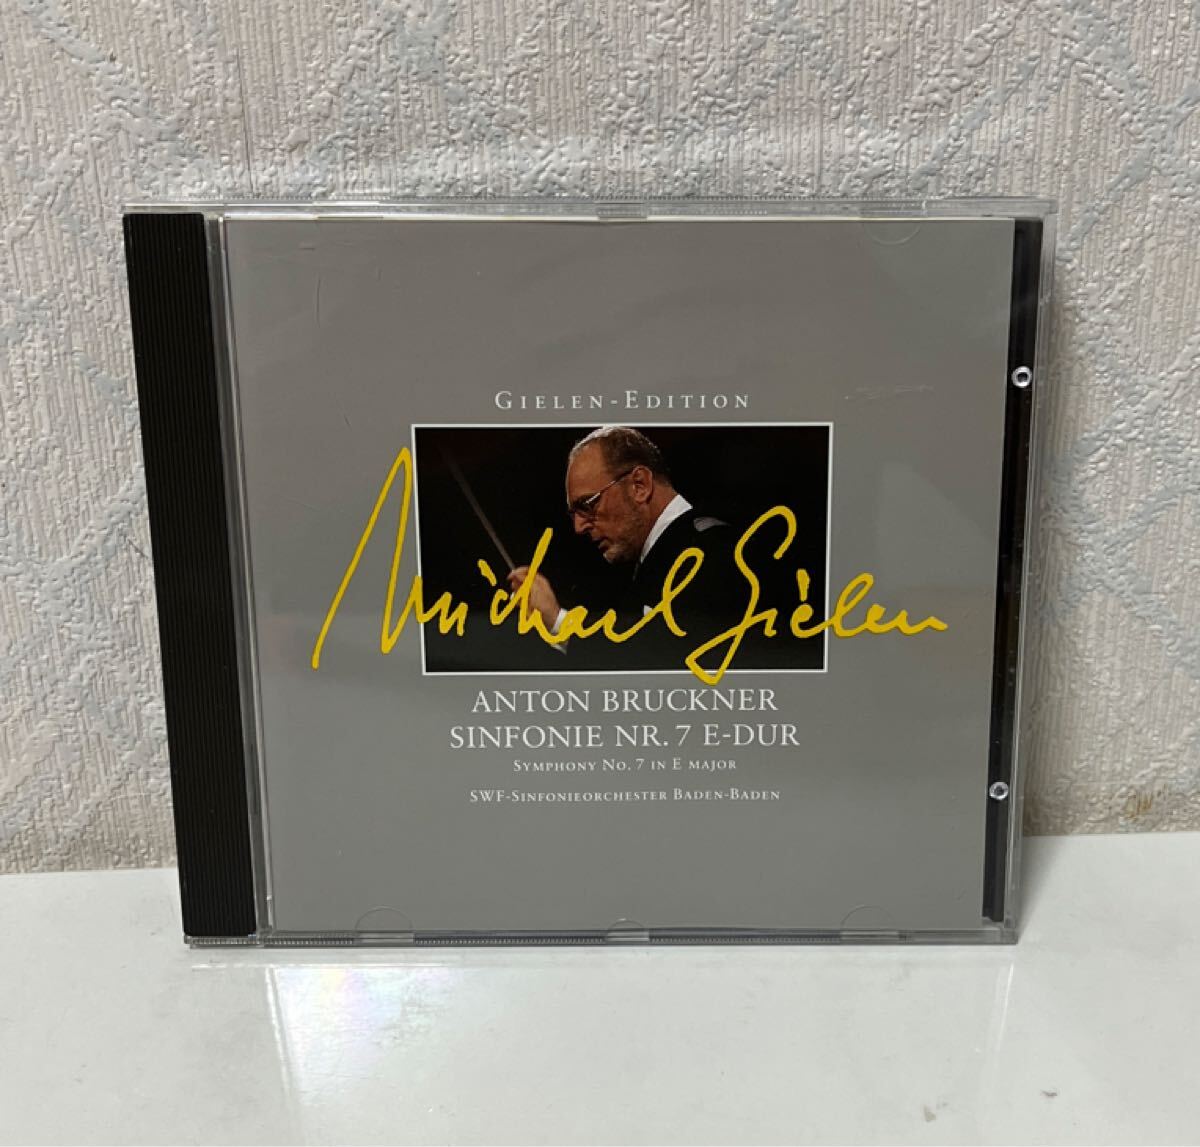 GIELEN-EDITION
Michael Gielen
ANTON BRUCKNER
SINFONIE NR. 7 E-DUR
SYMPHONY NO. 7 IN E MAJOR
SWF-SINFONIEORCHESTER BADEN-BADEN